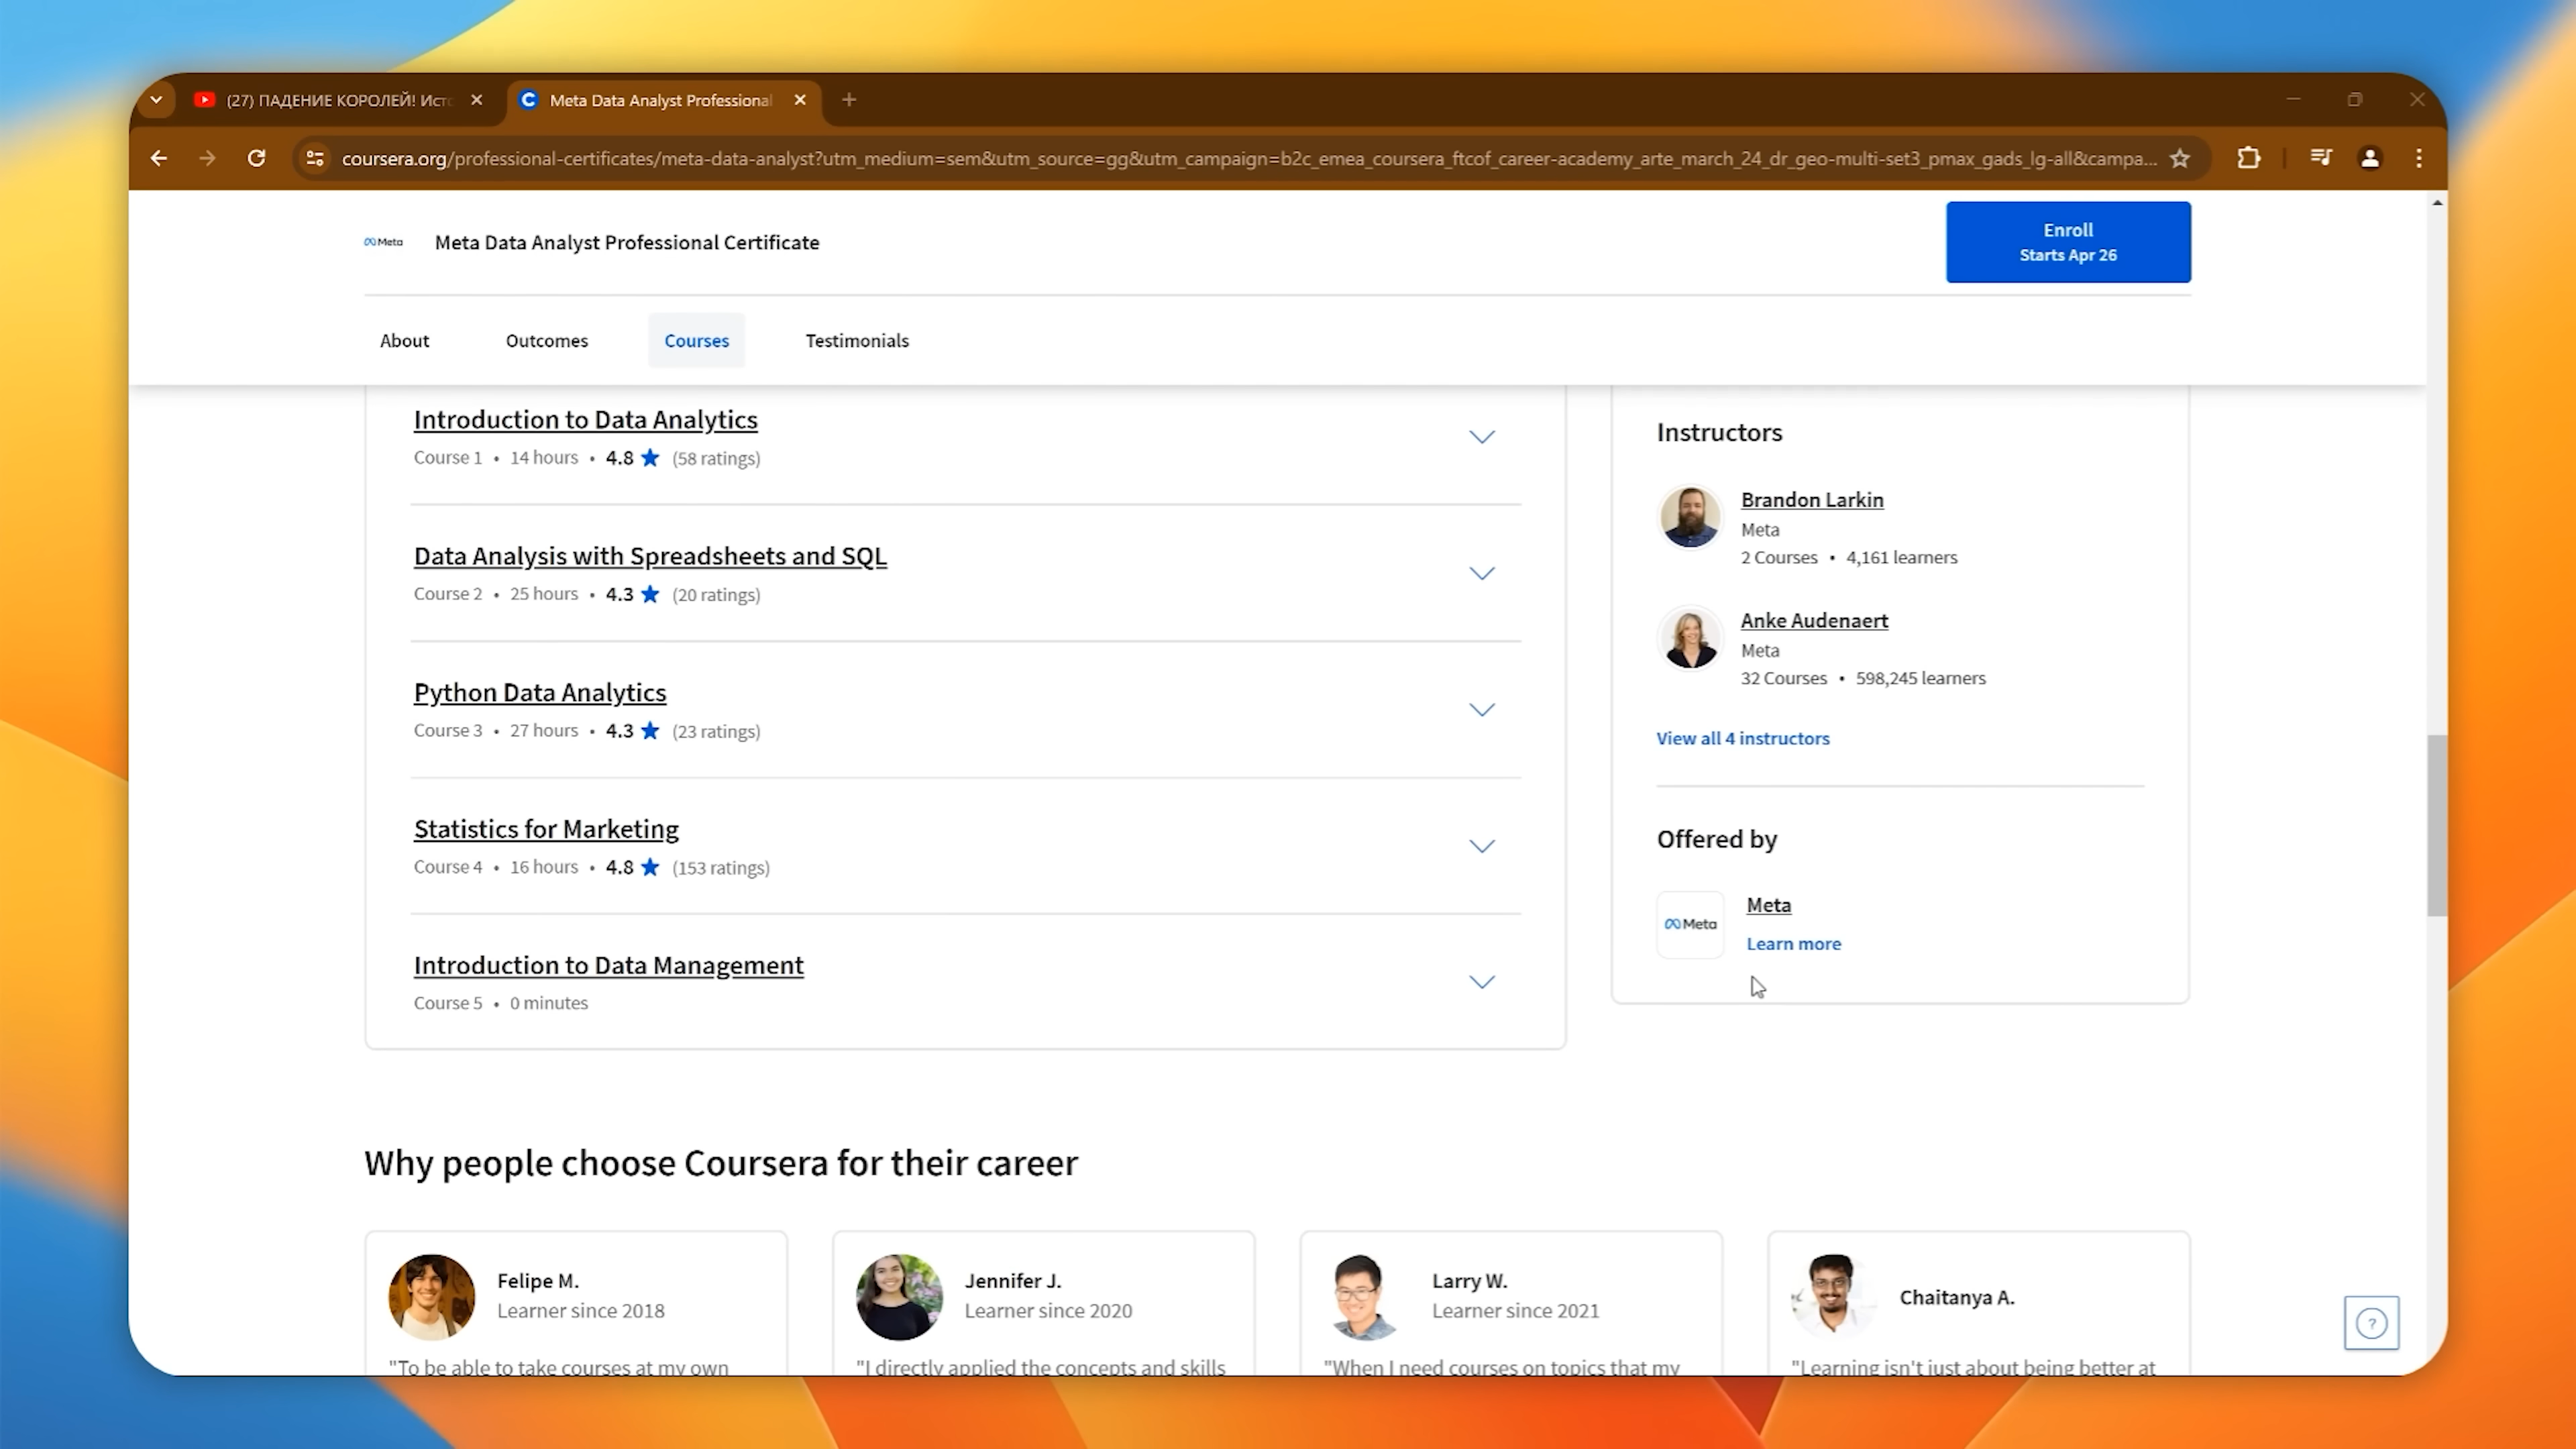 (27) ПАДЕНИЕ КОРОЛЕЙ! Ист
Meta Data Analyst Professional
coursera.org/professional-certificates/meta-data-analyst?utm_medium=sem&utm_source=gg&utm_campaign=b2c_emea_coursera_ftcof_career-academy_arte_march_24_dr_geo-multi-set3_pmax_gads_lg-all&campa...
Meta
Meta Data Analyst Professional Certificate
Enroll
Starts Apr 26
About
Outcomes
Courses
Testimonials
Introduction to Data Analytics
Course 1 • 14 hours • 4.8 ★ (58 ratings)
Data Analysis with Spreadsheets and SQL
Course 2 • 25 hours • 4.3 ★ (20 ratings)
Python Data Analytics
Course 3 • 27 hours • 4.3 ★ (23 ratings)
Statistics for Marketing
Course 4 • 16 hours • 4.8 ★ (153 ratings)
Introduction to Data Management
Course 5 • 0 minutes
Instructors
Brandon Larkin
Meta
2 Courses • 4,161 learners
Anke Audenaert
Meta
32 Courses • 598,245 learners
View all 4 instructors
Offered by
Meta
Meta
Learn more
Why people choose Coursera for their career
Felipe M.
Learner since 2018
"To be able to take courses at my own
Jennifer J.
Learner since 2020
"I directly applied the concepts and skills
Larry W.
Learner since 2021
"When I need courses on topics that my
Chaitanya A.
"Learning isn't just about being better at